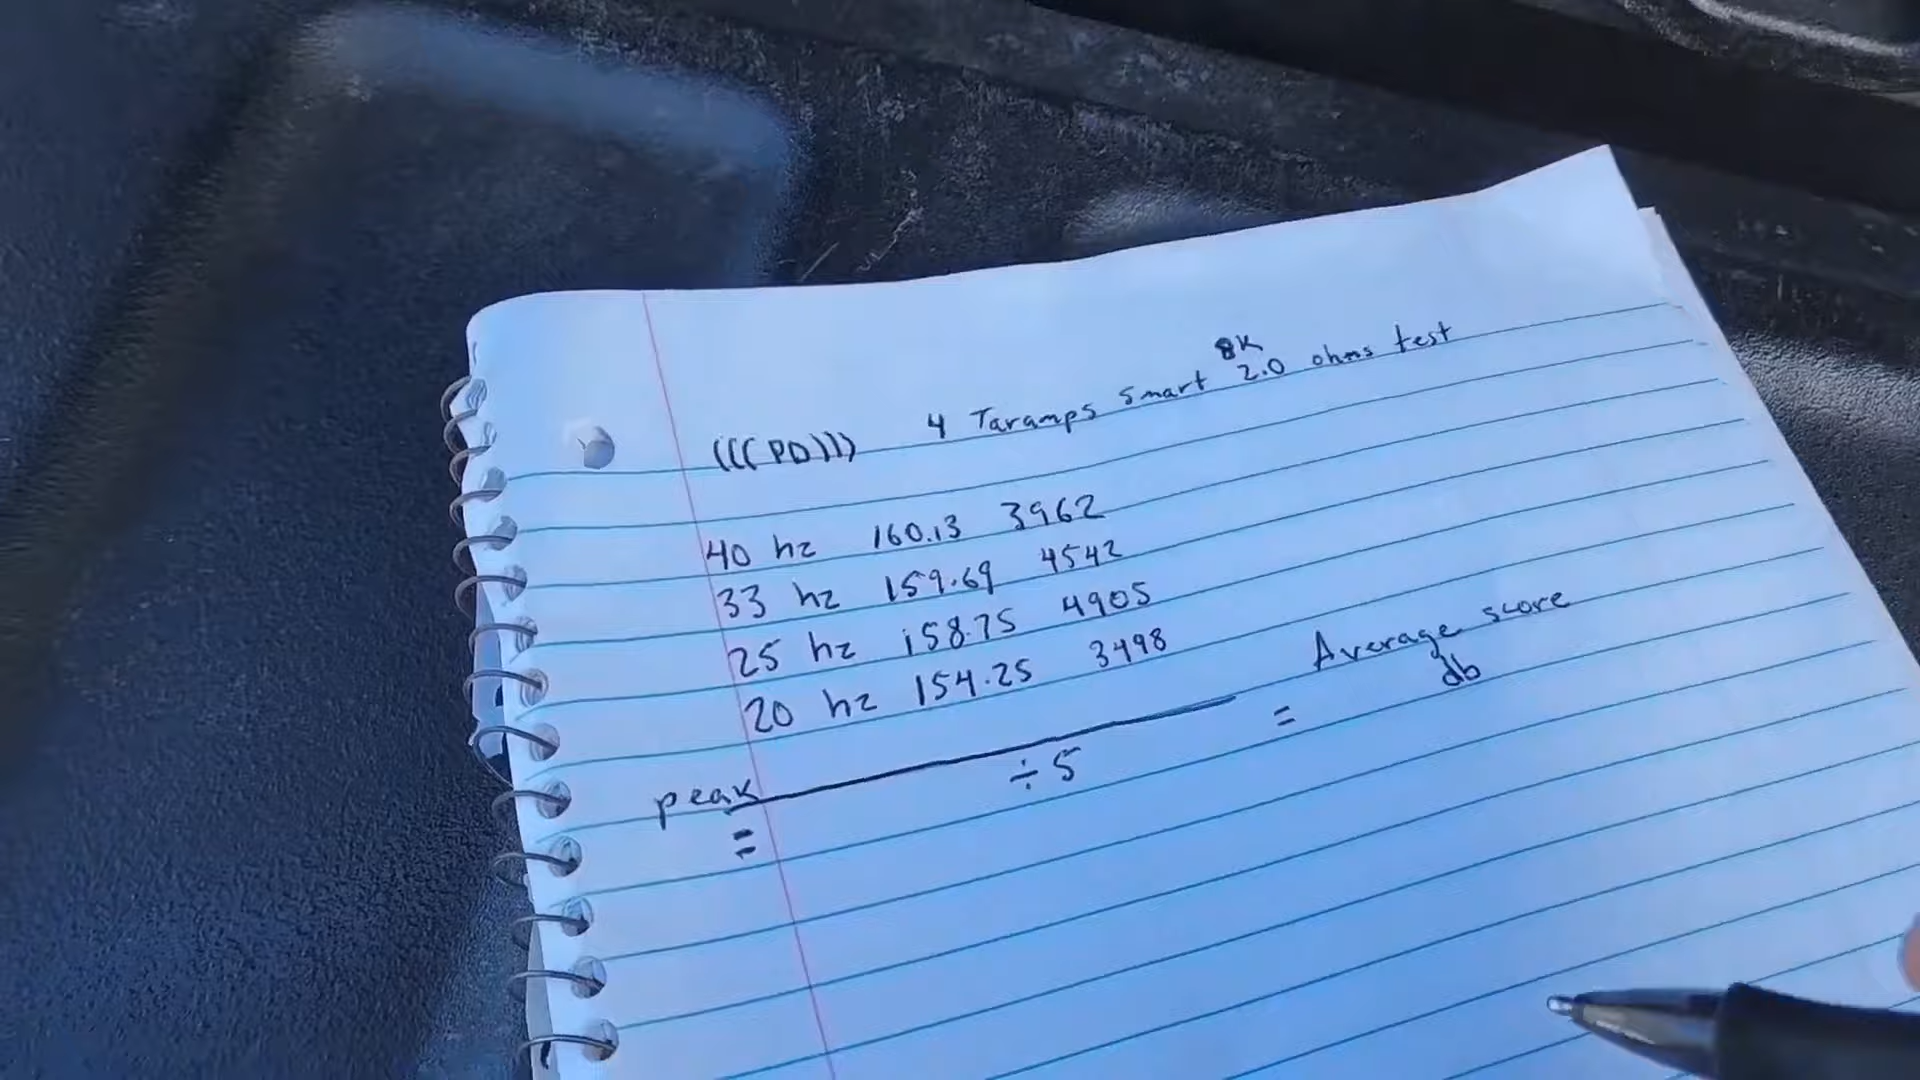 8K
(((PD))) 4 Taramps smart 2.0 ohms test
40 hz 160.13 3962
33 hz 159.69 4542
25 hz 158.75 4905
20 hz 154.25 3498
peak ÷ 5 = Average score
= db